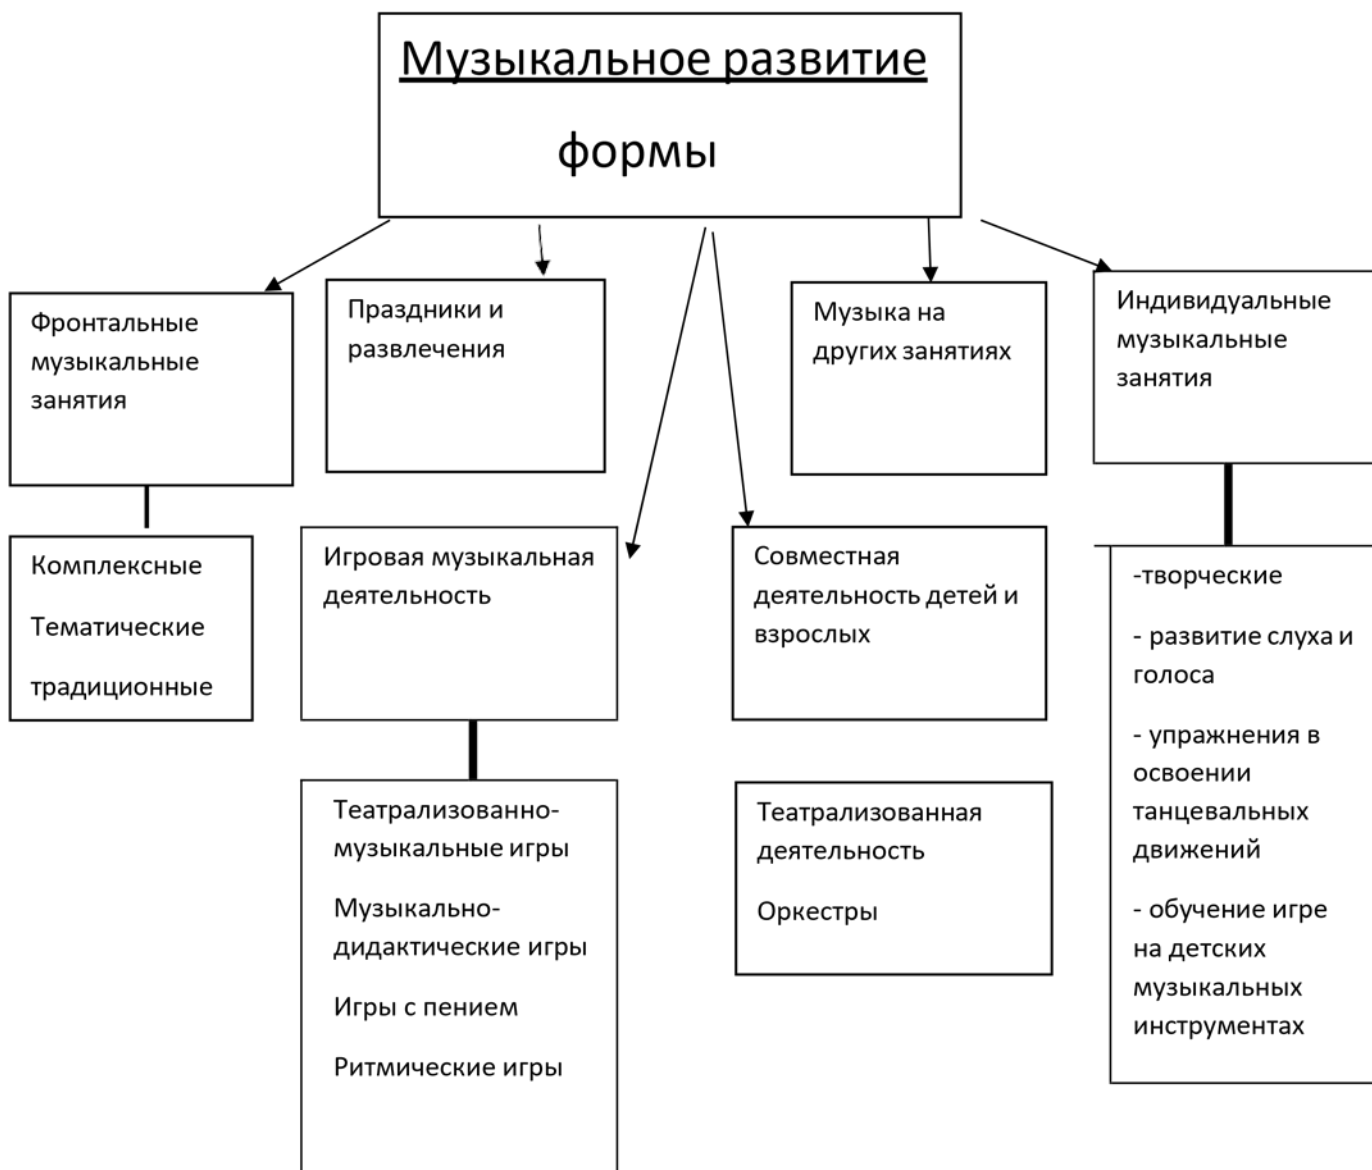 Музыкальное развитие
формы
Фронтальные
музыкальные
занятия
Праздники и
развлечения
Музыка на
других занятиях
Индивидуальные
музыкальные
занятия
Комплексные
Тематические
традиционные
Игровая музыкальная
деятельность
Совместная
деятельность детей и
взрослых
-творческие
- развитие слуха и
голоса
- упражнения в
освоении
танцевальных
движений
- обучение игре
на детских
музыкальных
инструментах
Театрализованно-
музыкальные игры
Музыкально-
дидактические игры
Игры с пением
Ритмические игры
Театрализованная
деятельность
Оркестры